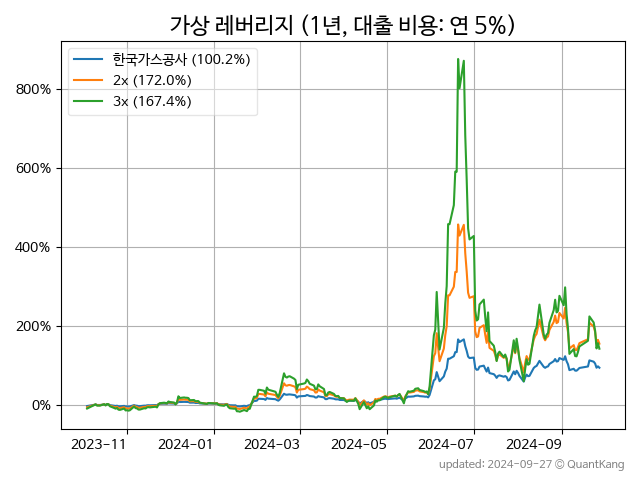 가상 레버리지 (1년, 대출 비용: 연 5%)
한국가스공사 (100.2%)
2x (172.0%)
3x (167.4%)
800%
600%
400%
200%
0%
2023-11 2024-01 2024-03 2024-05 2024-07 2024-09
updated: 2024-09-27 © QuantKang